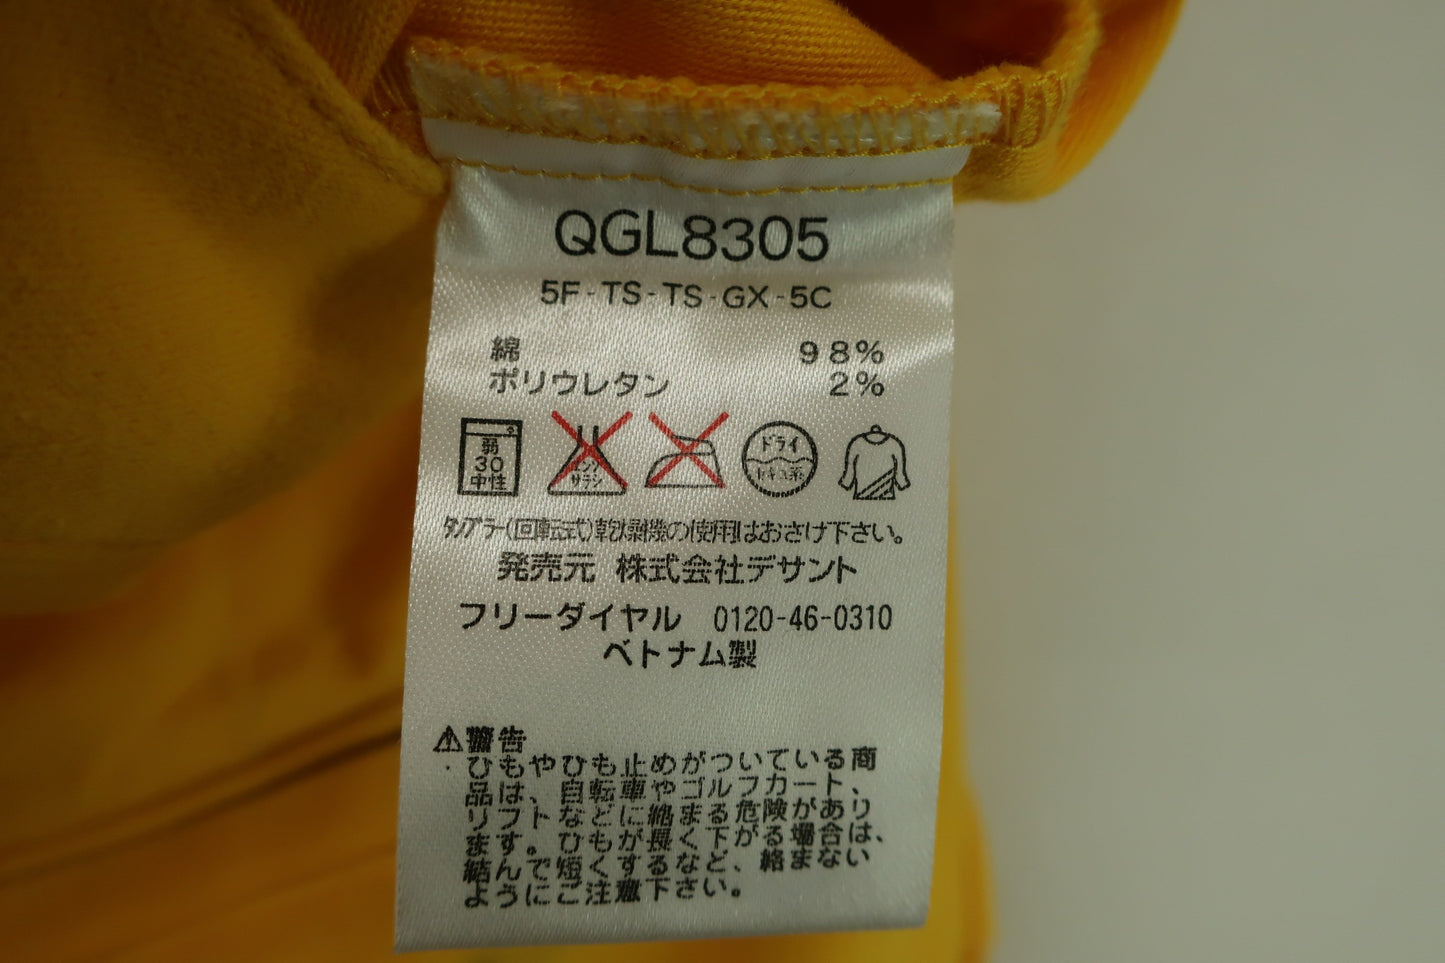 QGL8305
5F-TS-TS-GX-5C
綿 98%
ポリウレタン 2%
弱
30
中性
エンソ
サラシ
ドライ
セキユ系
タンブラー(回転式)乾燥機の使用はおさけ下さい。
発売元 株式会社デサント
フリーダイヤル 0120-46-0310
ベトナム製
⚠警告
・ひもやひも止めがついている商
品は、自転車やゴルフカート、
リフトなどに絡まる危険があり
ます。ひもが長く下がる場合は、
結んで短くするなど、絡まない
ようにご注意下さい。